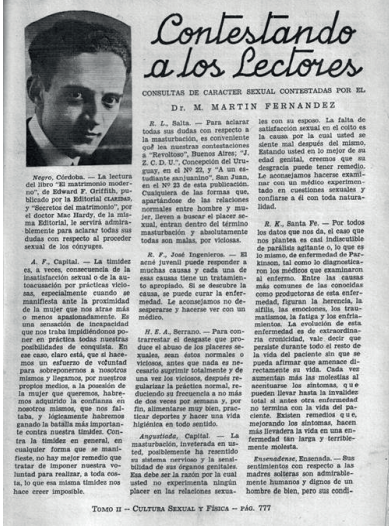 Contestando
a los Lectores
CONSULTAS DE CARACTER SEXUAL CONTESTADAS POR EL
Dr. M. MARTIN FERNANDEZ
Negro, Córdoba. — La lectura
del libro "El matrimonio moder-
no", de Edward F. Griffith, pu-
blicado por la Editorial CLARIDAD,
y "Secretos del matrimonio", por
el doctor Max Hardy, de la mis-
ma Editorial, le servirá admira-
blemente para aclarar todas sus
dudas con respecto al proceder
sexual de los cónyuges.
A. F., Capital. — La timidez
es, a veces, consecuencia de la
insatisfacción sexual o de la auto-
acusación por prácticas vicio-
sas, especialmente cuando se
manifiesta ante la proximidad
de la mujer que nos atrae más
o menos apasionadamente. Es
una sensación de incapacidad
que nos traba impidiéndonos po-
ner en práctica todas nuestras
posibilidades de conquista. En
ese caso, claro está, que si hace-
mos un esfuerzo de voluntad
para sobreponernos a nosotros
mismos y llegamos, por nuestros
propios medios, a la posesión de
la mujer que queremos, habre-
mos adquirido la confianza en
nosotros mismos, que nos fal-
taba, y lógicamente habremos
ganado la batalla más importan-
te contra nuestra timidez. Con-
tra la timidez en general, en
cualquier forma que se mani-
fieste, no hay mejor remedio que
tratar de imponer nuestra vo-
luntad para realizar, a toda cos-
ta, lo que esa misma timidez nos
hace creer imposible.
R. L., Salta. — Para aclarar
todas sus dudas con respecto a
la masturbación, es conveniente
que lea nuestras contestaciones
a "Revoltoso", Buenos Aires; "J.
Z. C. D. U.", Concepción del Uru-
guay, en el Nº 22, y "A un es-
tudiante sanjuanino", San Juan,
en el Nº 23 de esta publicación.
Cualquiera de las formas que,
apartándose de las relaciones
normales entre hombre y mu-
jer, lleven a buscar el placer se-
xual, entran dentro del término
masturbación y absolutamente
todas son malas, por viciosas.
R. F., José Ingenieros. — El
acné juvenil puede responder a
muchas causas y cada una de
esas causas tiene un tratamien-
to apropiado. Si se descubre la
causa, se puede curar la enfer-
medad. Le aconsejamos no de-
sesperarse y hacerse ver con un
médico.
H. E. A., Serrano. — Para con-
trarrestar el desgaste que pro-
duce el abuso de los placeres se-
xuales, sean éstos normales o
viciosos, antes que nada es ne-
cesario suprimir totalmente y de
una vez los viciosos, después re-
gularizar la práctica normal, re-
duciendo su frecuencia a no más
de dos veces por semana y, por
fin, alimentarse muy bien, prac-
ticar deportes y hacer una vida
higiénica en todo sentido.
Angustiada, Capital. — La
masturbación, inveterada en us-
ted, posiblemente ha resentido
su sistema nervioso y la sensi-
bilidad de sus órganos genitales.
Esa debe ser la razón por la cual
usted no experimenta ningún
placer en las relaciones sexua-
les con su esposo. La falta de
satisfacción sexual en el coito es
la causa por la cual usted se
siente mal después del mismo.
Estando usted en lo mejor de su
edad genital, creemos que su
desgracia puede tener remedio.
Le aconsejamos hacerse exami-
nar con un médico experimen-
tado en cuestiones sexuales y
confiarse a él con toda natura-
lidad.
R. K., Santa Fe. — Por todos
los datos que nos da, el caso que
nos plantea es casi indiscutible
de parálisis agitante o, lo que es
lo mismo, de enfermedad de Par-
kinson, tal como lo diagnostica-
ron los médicos que examinaron
al enfermo. Entre las causas
más comunes de las conocidas
como productoras de esta enfer-
medad, figuran la herencia, la
sífilis, las emociones, los trau-
matismos, la fatiga y los enfria-
mientos. La evolución de esta
enfermedad es de extraordina-
ria cronicidad, vale decir que
persiste durante todo el resto de
la vida del paciente sin que se
pueda afirmar que amenace di-
rectamente su vida. Cada vez
aumentan más las molestias al
acentuarse los síntomas, que
pueden llevar hasta la invalidez
total si antes otra enfermedad
no termina con la vida del pa-
ciente. Existen remedios que,
mejorando los síntomas, hacen
más llevadera la vida en una en-
fermedad tan larga y terrible-
mente molesta.
Ensenadense, Ensenada. — Sus
sentimientos con respecto a las
madres solteras son admirable-
mente humanos y dignos de un
hombre de bien, pero sus condi-
TOMO II — CULTURA SEXUAL Y FÍSICA — PÁG. 777